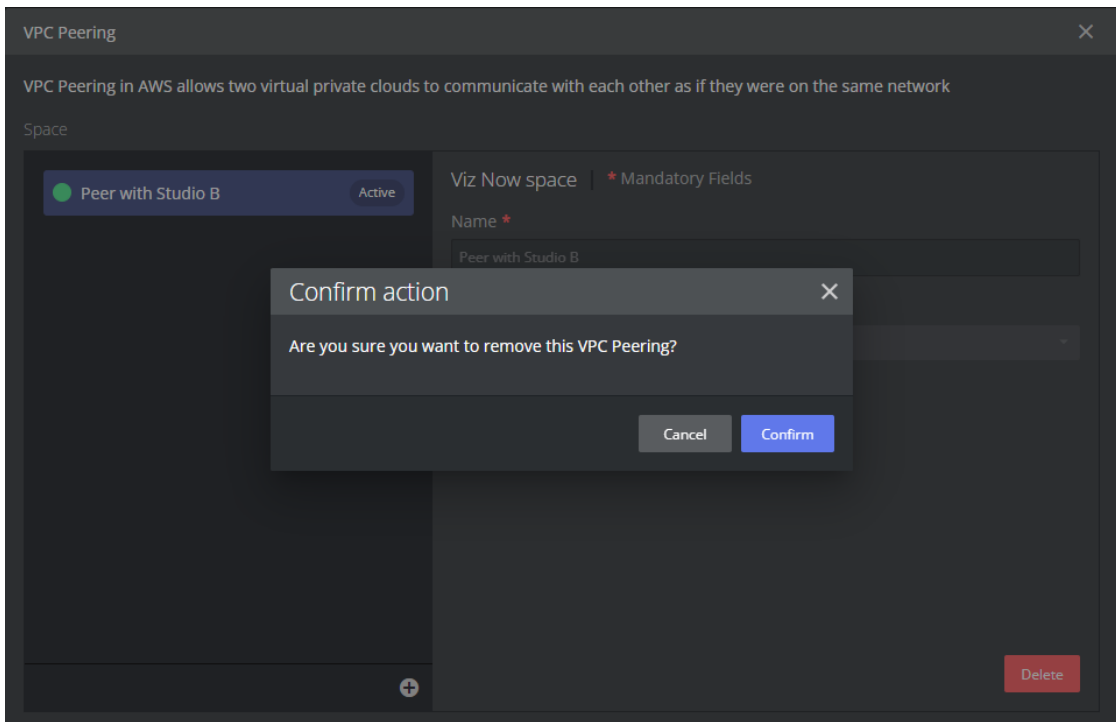 VPC Peering
VPC Peering in AWS allows two virtual private clouds to communicate with each other as if they were on the same network
Space
Peer with Studio B
Active
Viz Now space
* Mandatory Fields
Name *
Peer with Studio B
Confirm action
Are you sure you want to remove this VPC Peering?
Cancel
Confirm
Delete